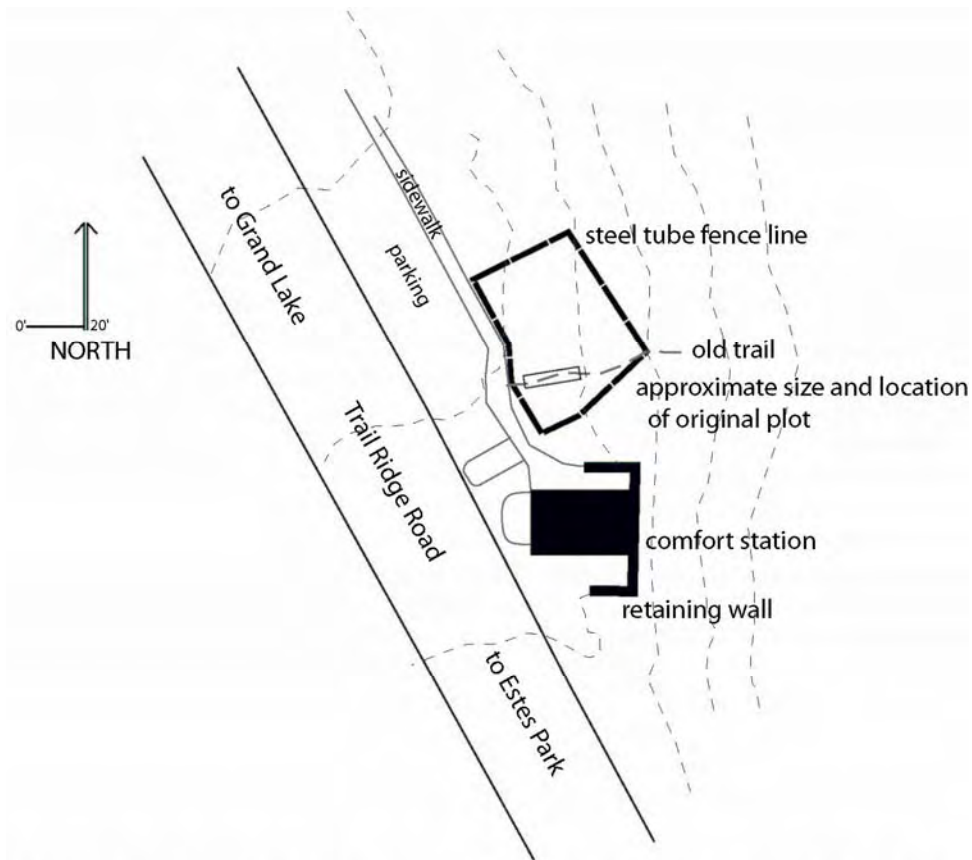 to Grand Lake
sidewalk
parking
steel tube fence line
0' 20'
NORTH
old trail
approximate size and location
of original plot
Trail Ridge Road
comfort station
retaining wall
to Estes Park